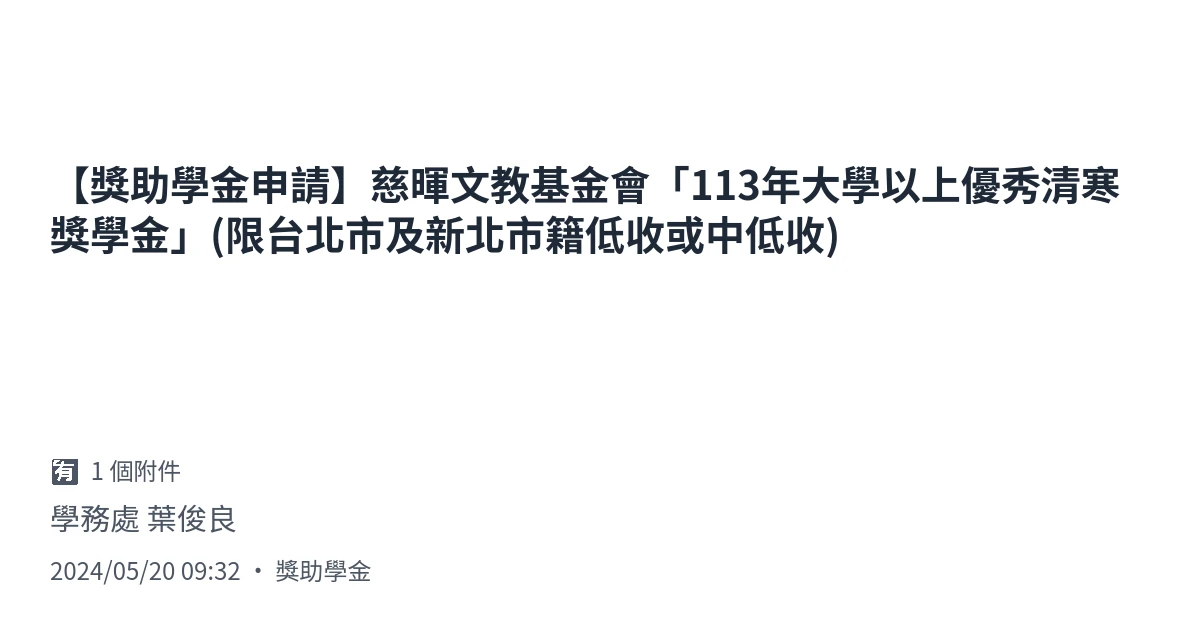 【獎助學金申請】慈暉文教基金會「113年大學以上優秀清寒
獎學金」(限台北市及新北市籍低收或中低收)
有 1 個附件
學務處 葉俊良
2024/05/20 09:32 • 獎助學金